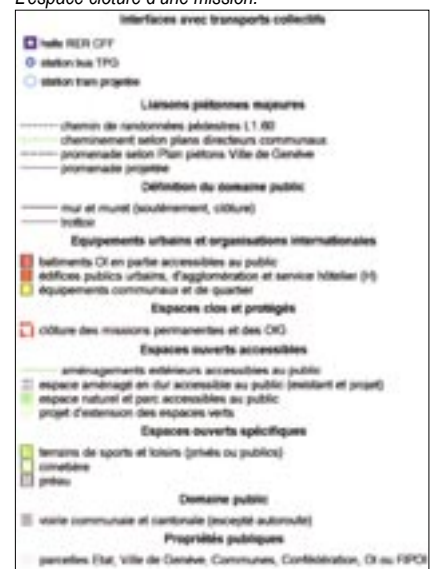 L'espace clôturé d'une mission.
Interfaces avec transports collectifs
halte RER CFF
station bus TPG
station tram projetée
Liaisons piétonnes majeures
chemin de randonnées pédestres L1.60
cheminement selon plans directeurs communaux
promenade selon Plan piétons Ville de Genève
promenade projetée
Définition du domaine public
mur et muret (soutènement, clôture)
trottoir
Equipements urbains et organisations internationales
batiments OI en partie accessibles au public
édifices publics urbains, d'agglomération et service hôtelier (H)
équipements communaux et de quartier
Espaces clos et protégés
clôture des missions permanentes et des OIG
Espaces ouverts accessibles
aménagements extérieurs accessibles au public
espace aménagé en dur accessible au public (existant et projet)
espace naturel et parc accessibles au public
projet d'extension des espaces verts
Espaces ouverts spécifiques
terrains de sports et loisirs (privés ou publics)
cimetière
préau
Domaine public
voirie communale et cantonale (excepté autoroute)
Propriétés publiques
parcelles Etat, Ville de Genève, Communes, Confédération, OI ou FIPOI